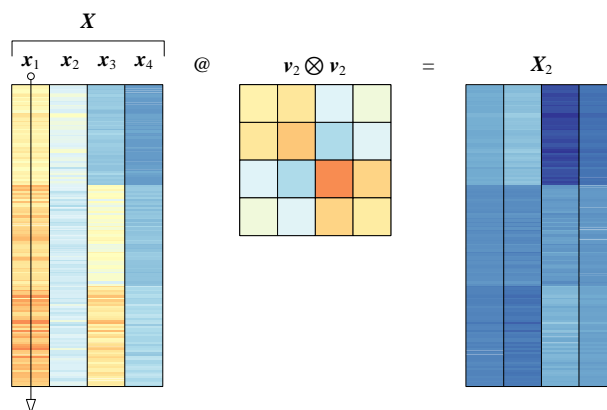 X
x₁ x₂ x₃ x₄ @ v₂ ⊗ v₂ = X₂